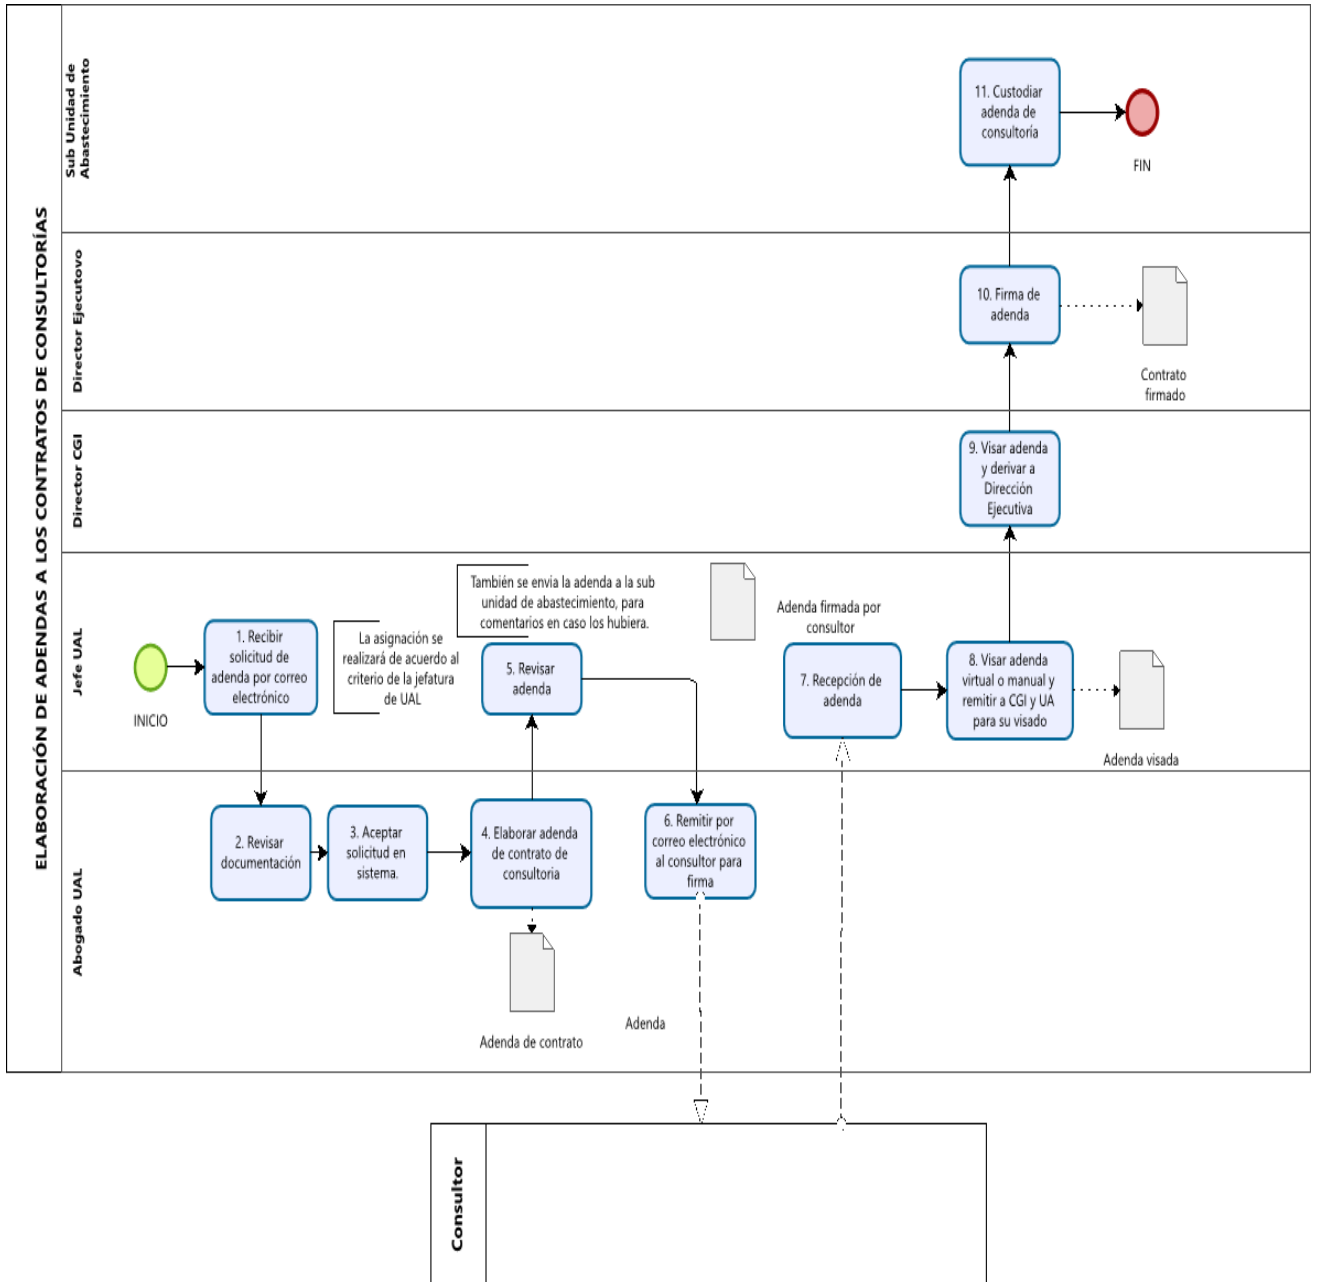 ELABORACIÓN DE ADENDAS A LOS CONTRATOS DE CONSULTORÍAS
Sub Unidad de
Abastecimiento
11. Custodiar
adenda de
consultoría
FIN
Director Ejecutovo
10. Firma de
adenda
Contrato
firmado
Director CGI
9. Visar adenda
y derivar a
Dirección
Ejecutiva
Jefe UAL
INICIO
1. Recibir
solicitud de
adenda por correo
electrónico
La asignación se
realizará de acuerdo al
criterio de la jefatura
de UAL
También se envia la adenda a la sub
unidad de abastecimiento, para
comentarios en caso los hubiera.
5. Revisar
adenda
Adenda firmada por
consultor
7. Recepción de
adenda
8. Visar adenda
virtual o manual y
remitir a CGI y UA
para su visado
Adenda visada
Abogado UAL
2. Revisar
documentación
3. Aceptar
solicitud en
sistema.
4. Elaborar adenda
de contrato de
consultoria
Adenda de contrato
6. Remitir por
correo electrónico
al consultor para
firma
Adenda
Consultor